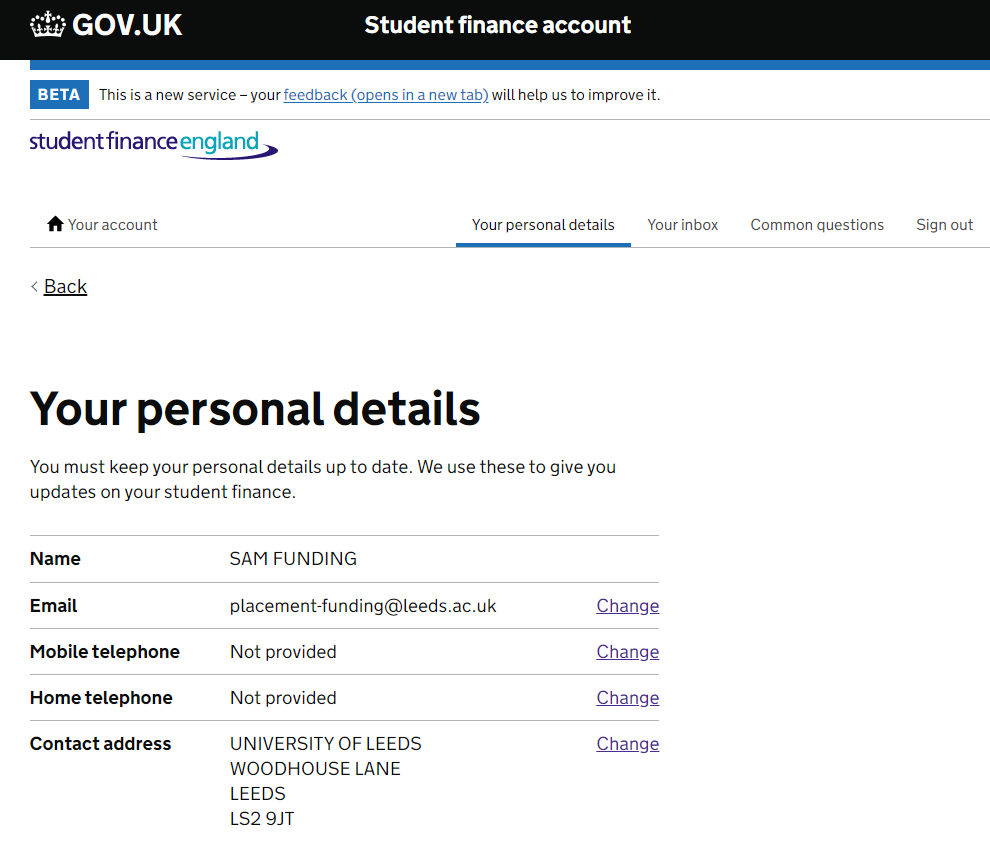 GOV.UK
Student finance account
BETA This is a new service – your feedback (opens in a new tab) will help us to improve it.
studentfinanceengland
Your account Your personal details Your inbox Common questions Sign out
Back
Your personal details
You must keep your personal details up to date. We use these to give you
updates on your student finance.
Name SAM FUNDING
Email placement-funding@leeds.ac.uk Change
Mobile telephone Not provided Change
Home telephone Not provided Change
Contact address UNIVERSITY OF LEEDS Change
WOODHOUSE LANE
LEEDS
LS2 9JT